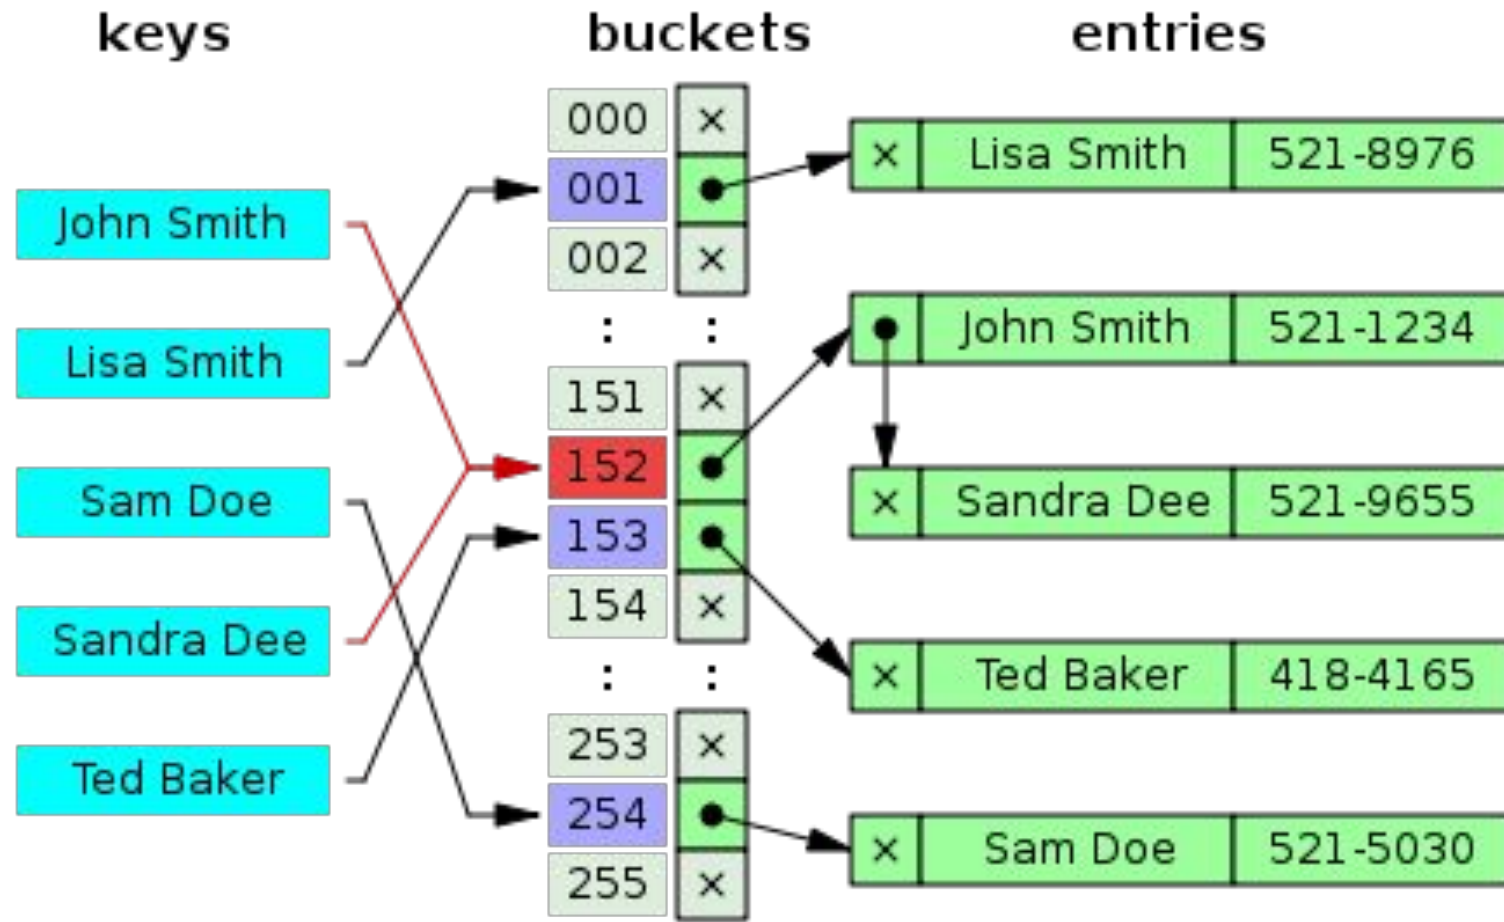 keys
buckets
entries
John Smith
Lisa Smith
Sam Doe
Sandra Dee
Ted Baker
000 ×
001
002 ×
: :
151 ×
152
153
154 ×
: :
253 ×
254
255 ×
× Lisa Smith 521-8976
John Smith 521-1234
× Sandra Dee 521-9655
× Ted Baker 418-4165
× Sam Doe 521-5030